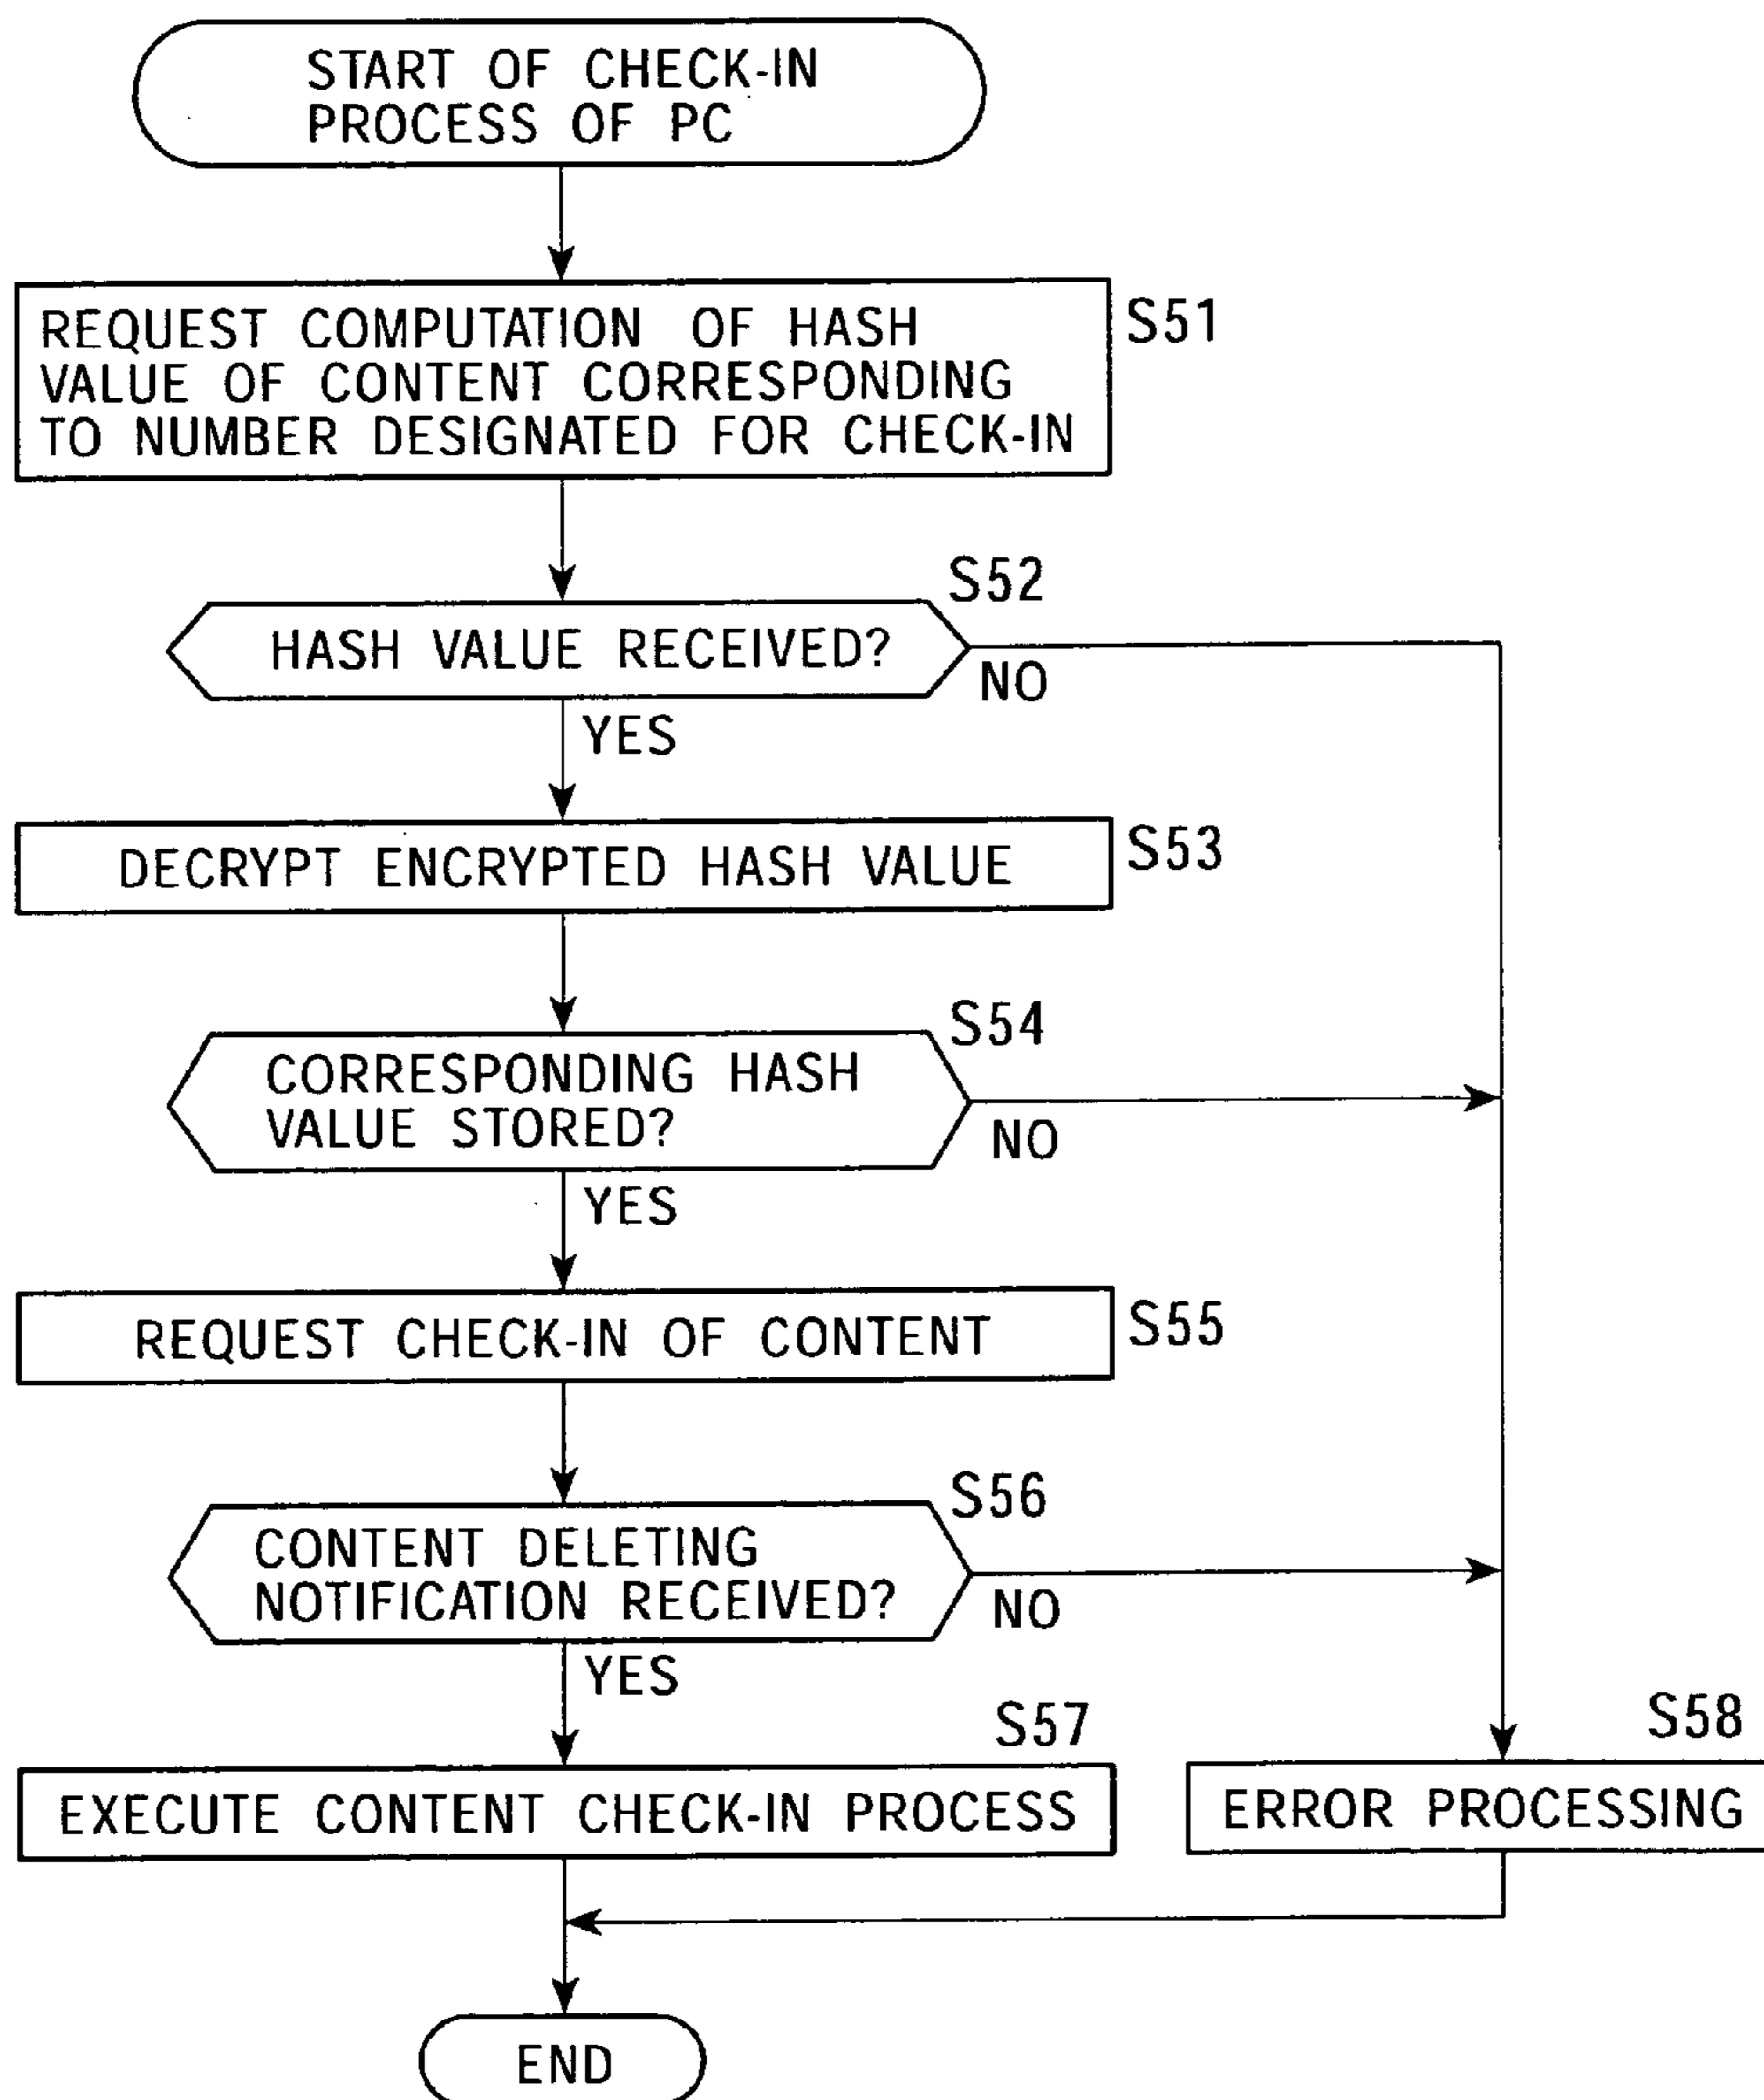 START OF CHECK-IN
PROCESS OF PC
REQUEST COMPUTATION OF HASH
VALUE OF CONTENT CORRESPONDING
TO NUMBER DESIGNATED FOR CHECK-IN
S51
S52
HASH VALUE RECEIVED?
NO
YES
DECRYPT ENCRYPTED HASH VALUE
S53
S54
CORRESPONDING HASH
VALUE STORED?
NO
YES
REQUEST CHECK-IN OF CONTENT
S55
S56
CONTENT DELETING
NOTIFICATION RECEIVED?
NO
YES
S57
EXECUTE CONTENT CHECK-IN PROCESS
S58
ERROR PROCESSING
END